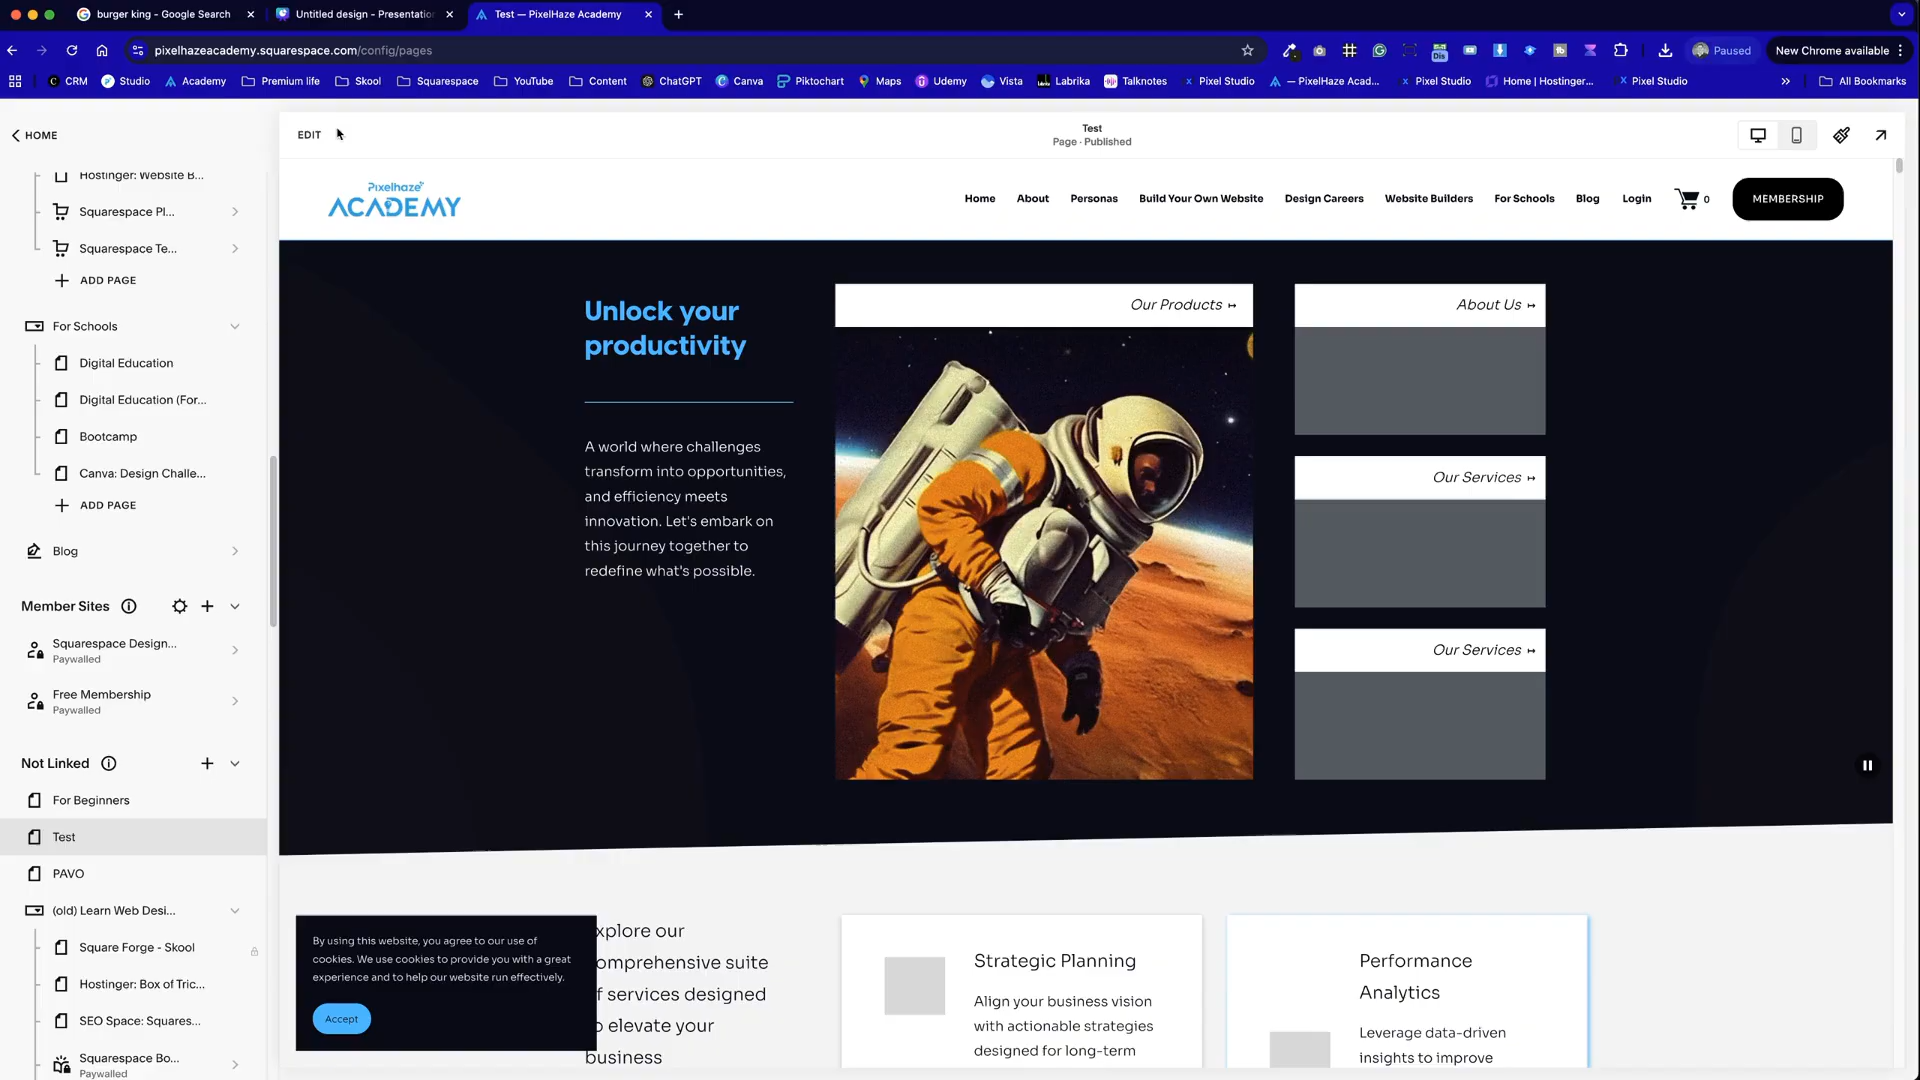 burger king - Google Search
Untitled design - Presentation
Test — PixelHaze Academy
pixelhazeacademy.squarespace.com/config/pages
Paused
New Chrome available
CRM
Studio
Academy
Premium life
Skool
Squarespace
YouTube
Content
ChatGPT
Canva
Piktochart
Maps
Udemy
Vista
Labrika
Talknotes
Pixel Studio
— PixelHaze Acad...
Pixel Studio
Home | Hostinger...
Pixel Studio
All Bookmarks
HOME
EDIT
Test
Page · Published
Hostinger: Website B...
Squarespace Pl...
Squarespace Te...
ADD PAGE
For Schools
Digital Education
Digital Education (For...
Bootcamp
Canva: Design Challe...
ADD PAGE
Blog
Member Sites
Squarespace Design...
Paywalled
Free Membership
Paywalled
Not Linked
For Beginners
Test
PAVO
(old) Learn Web Desi...
Square Forge - Skool
Hostinger: Box of Tric...
SEO Space: Squares...
Squarespace Bo...
Paywalled
Pixelhaze
ACADEMY
Home
About
Personas
Build Your Own Website
Design Careers
Website Builders
For Schools
Blog
Login
0
MEMBERSHIP
Unlock your
productivity
A world where challenges
transform into opportunities,
and efficiency meets
innovation. Let's embark on
this journey together to
redefine what's possible.
Our Products ↦
About Us ↦
Our Services ↦
Our Services ↦
By using this website, you agree to our use of
cookies. We use cookies to provide you with a great
experience and to help our website run effectively.
Accept
xplore our
omprehensive suite
f services designed
o elevate your
business
Strategic Planning
Align your business vision
with actionable strategies
designed for long-term
Performance
Analytics
Leverage data-driven
insights to improve